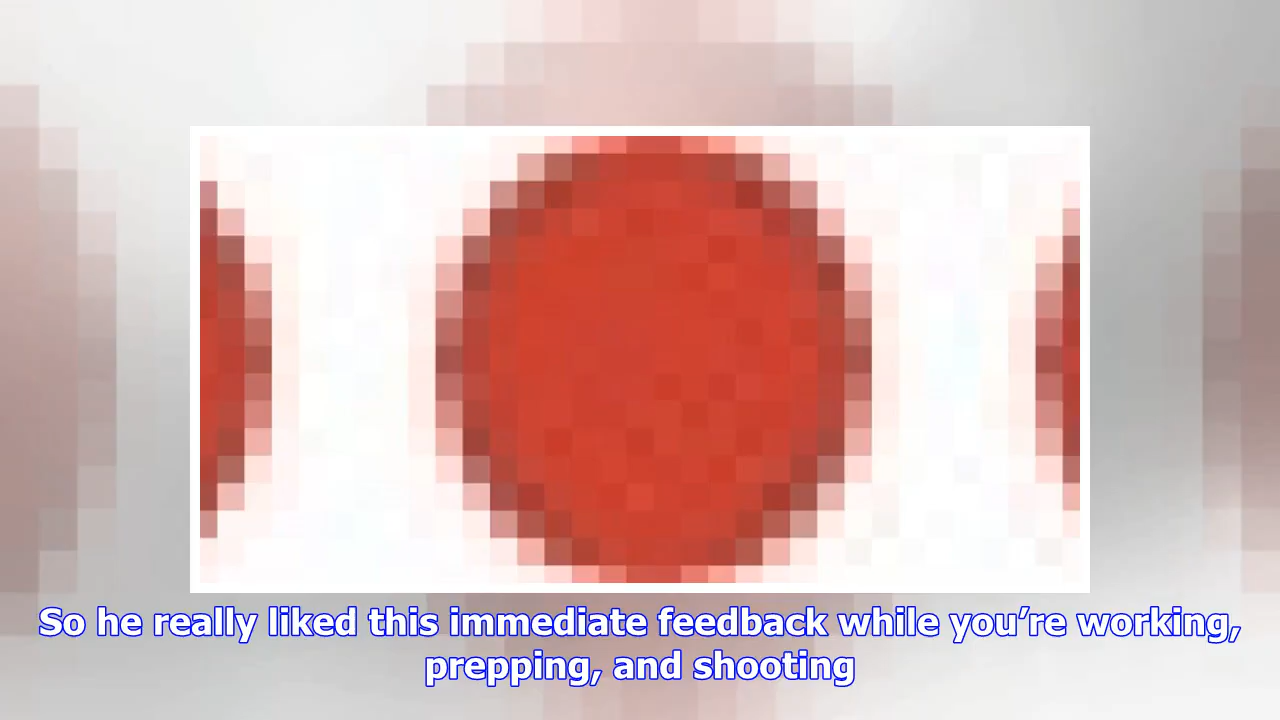 So he really liked this immediate feedback while you’re working,
prepping, and shooting